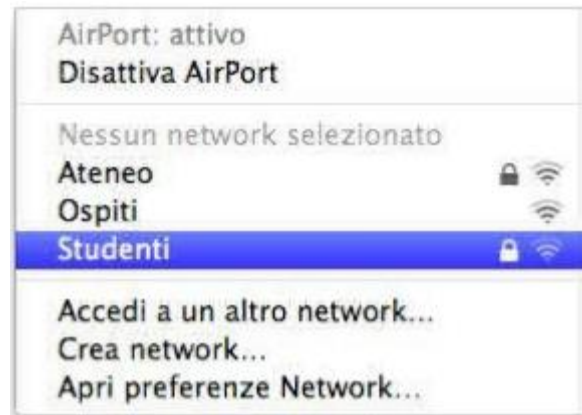 AirPort: attivo
Disattiva AirPort
Nessun network selezionato
Ateneo
Ospiti
Studenti
Accedi a un altro network...
Crea network...
Apri preferenze Network...